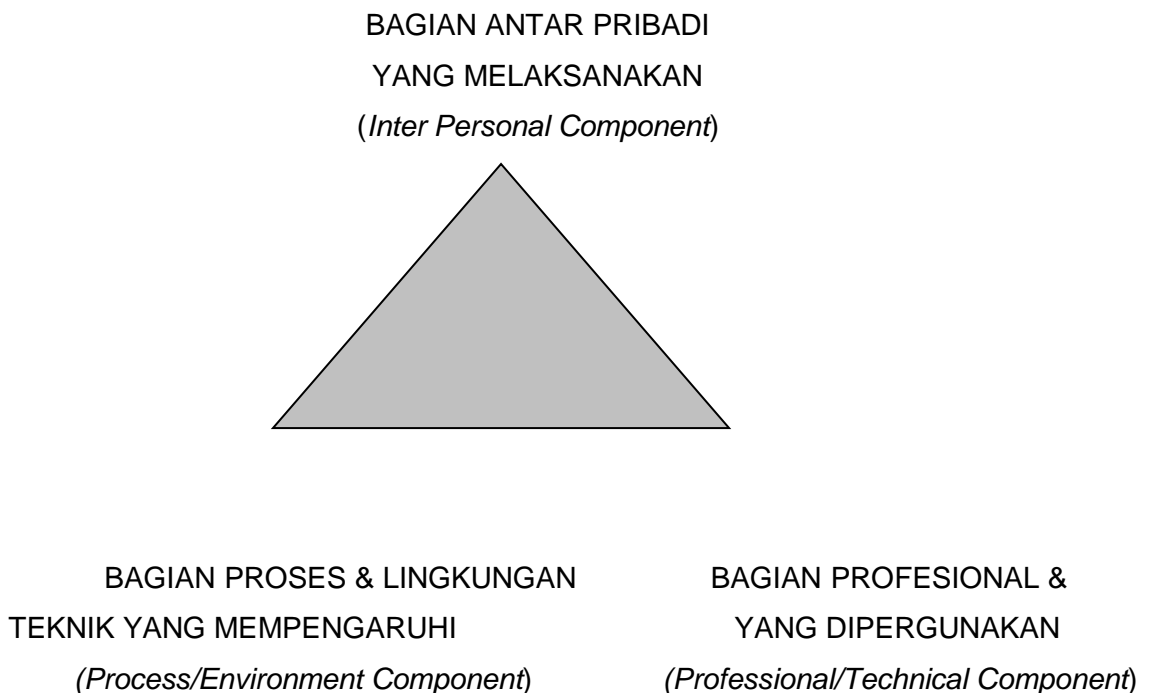 BAGIAN ANTAR PRIBADI
YANG MELAKSANAKAN
(Inter Personal Component)
BAGIAN PROSES & LINGKUNGAN BAGIAN PROFESIONAL &
TEKNIK YANG MEMPENGARUHI YANG DIPERGUNAKAN
(Process/Environment Component) (Professional/Technical Component)